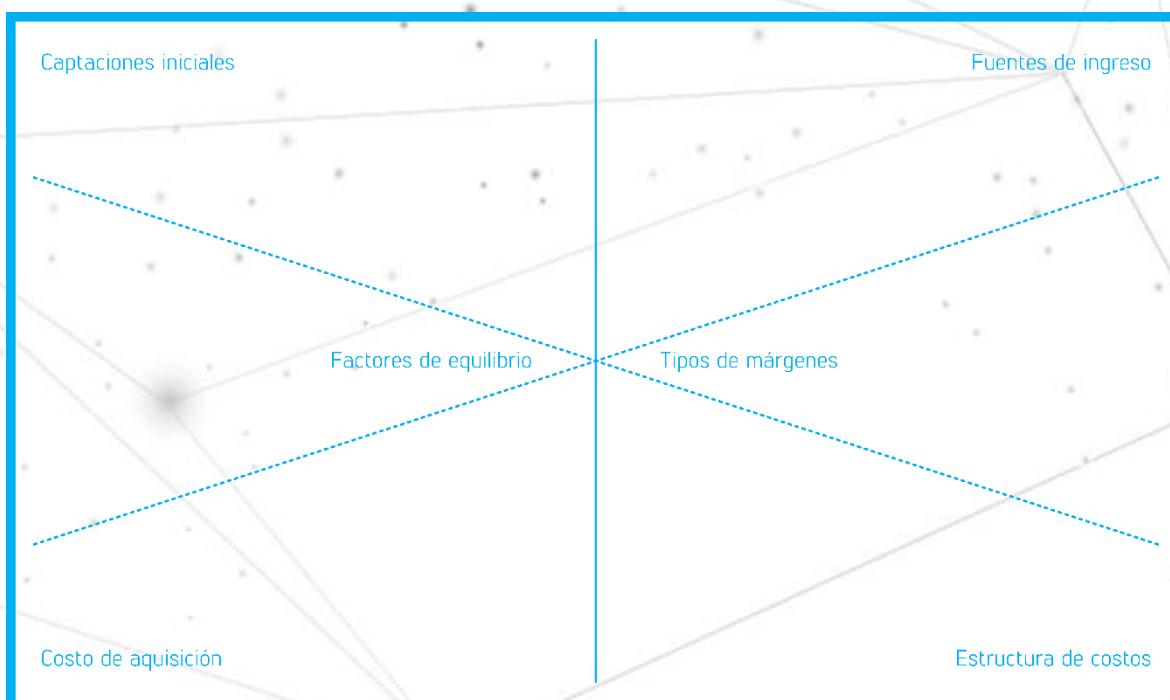 Captaciones iniciales
Fuentes de ingreso
Factores de equilibrio
Tipos de márgenes
Costo de aquisición
Estructura de costos